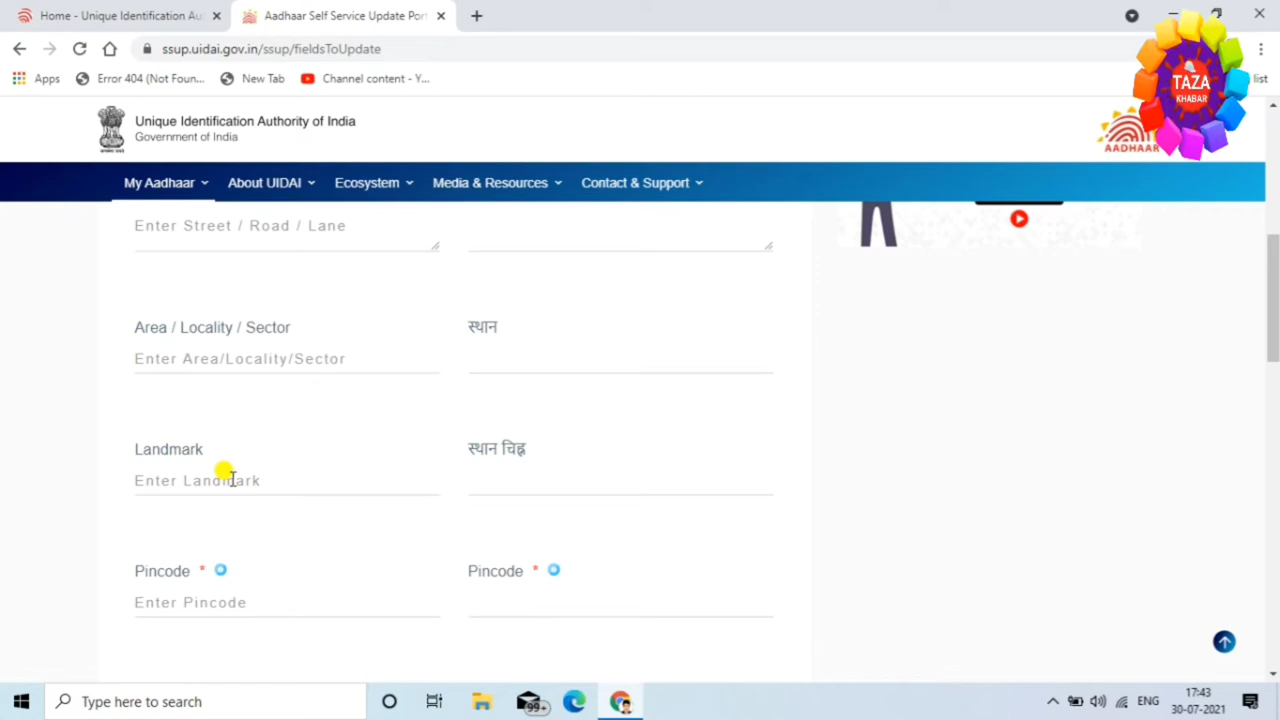 Home - Unique Identification Au
Aadhaar Self Service Update Port
ssup.uidai.gov.in/ssup/fieldsToUpdate
Apps
Error 404 (Not Foun...
New Tab
Channel content - Y...
list
TAZA
KHABAR
Unique Identification Authority of India
Government of India
AADHAAR
My Aadhaar
About UIDAI
Ecosystem
Media & Resources
Contact & Support
Enter Street / Road / Lane
Area / Locality / Sector
स्थान
Enter Area/Locality/Sector
Landmark
स्थान चिह्न
Enter Landmark
Pincode *
Pincode *
Enter Pincode
Type here to search
99+
ENG
17:43
30-07-2021